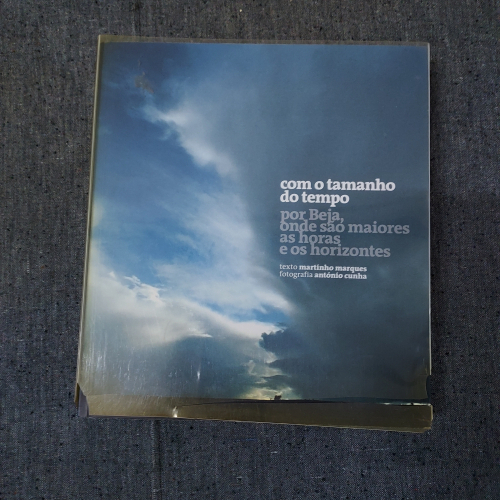 com o tamanho
do tempo
por Beja,
onde são maiores
as horas
e os horizontes
texto martinho marques
fotografia antónio cunha